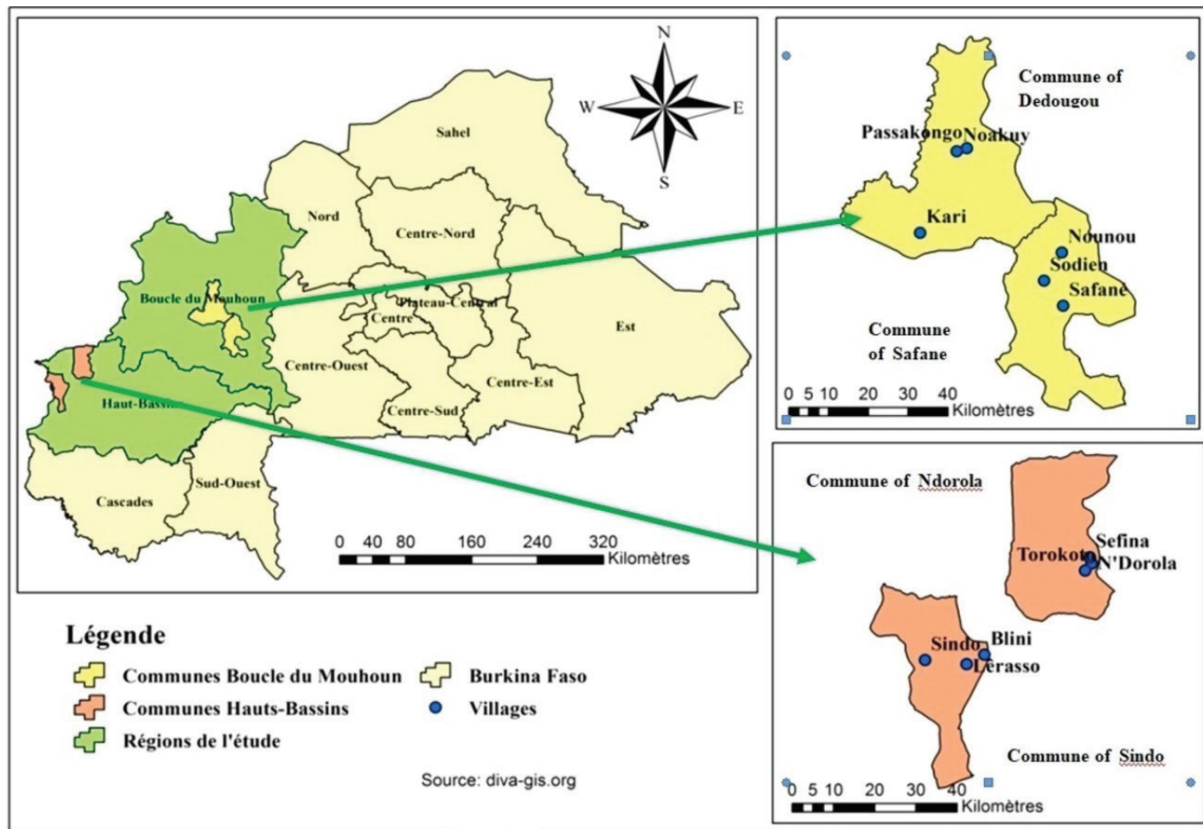 N
W
E
S
Sahel
Nord
Centre-Nord
Boucle du Mouhoun
Plateau-Central
Centre
Est
Centre-Ouest
Centre-Est
Haut-Bassin
Centre-Sud
Sud-Ouest
Cascades
0 40 80 160 240 320
Kilomètres
Commune of
Dedougou
Passakongo
Noakuy
Kari
Nounou
Sodien
Safané
Commune
of Safane
0 5 10 20 30 40
Kilomètres
Commune of Ndorola
Sefina
Torokoto
N'Dorola
Blini
Sindo
Lèrasso
Commune of Sindo
0 5 10 20 30 40
Kilomètres
Légende
Communes Boucle du Mouhoun
Burkina Faso
Communes Hauts-Bassins
Villages
Régions de l'étude
Source: diva-gis.org